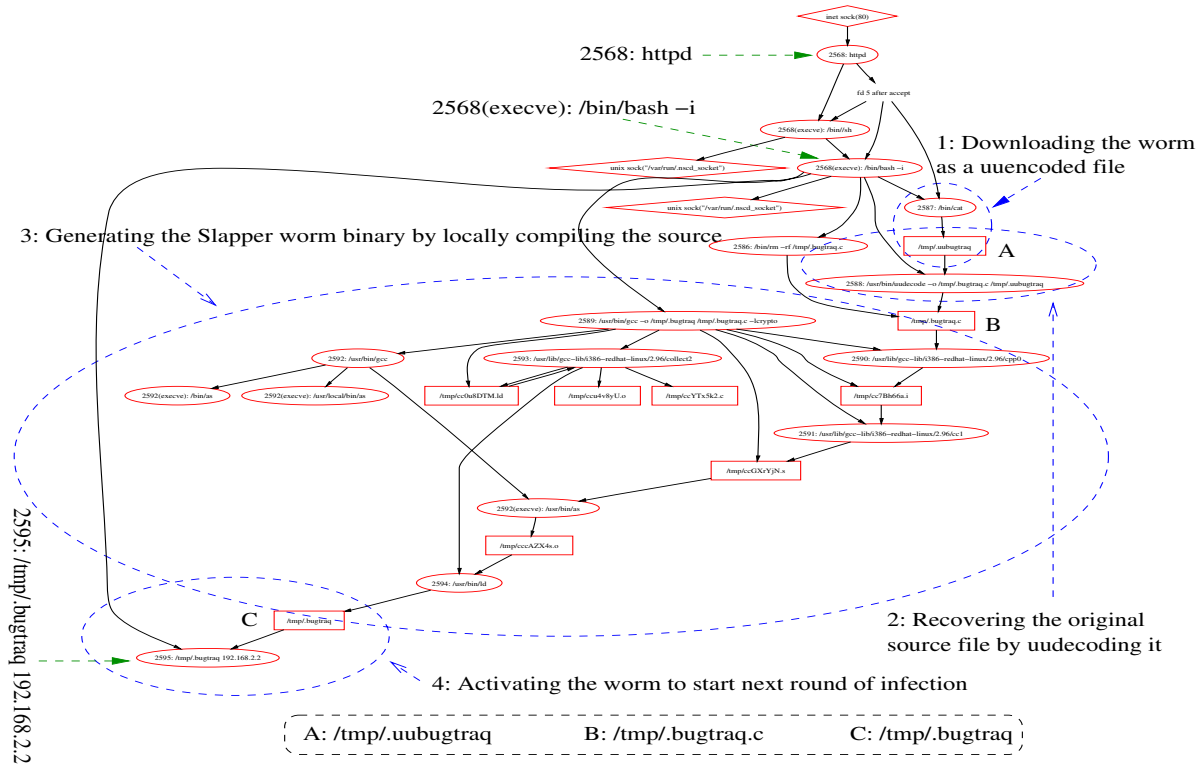 inet sock(80)
2568: httpd
2568: httpd
fd 5 after accept
2568(execve): /bin/bash −i
2568(execve): /bin//sh
1: Downloading the worm
as a uuencoded file
unix sock("/var/run/.nscd_socket")
2568(execve): /bin/bash −i
unix sock("/var/run/.nscd_socket")
2587: /bin/cat
3: Generating the Slapper worm binary by locally compiling the source
2586: /bin/rm −rf /tmp/.bugtraq.c
/tmp/.uubugtraq
A
2588: /usr/bin/uudecode −o /tmp/.bugtraq.c /tmp/.uubugtraq
2589: /usr/bin/gcc −o /tmp/.bugtraq /tmp/.bugtraq.c −lcrypto
/tmp/.bugtraq.c
B
2592: /usr/bin/gcc
2593: /usr/lib/gcc−lib/i386−redhat−linux/2.96/collect2
2590: /usr/lib/gcc−lib/i386−redhat−linux/2.96/cpp0
2592(execve): /bin/as
2592(execve): /usr/local/bin/as
/tmp/cc0u8DTM.ld
/tmp/ccu4v8yU.o
/tmp/ccYTx5k2.c
/tmp/cc7Bh66a.i
2591: /usr/lib/gcc−lib/i386−redhat−linux/2.96/cc1
/tmp/ccGXrYjN.s
2592(execve): /usr/bin/as
/tmp/cccAZX4s.o
2594: /usr/bin/ld
C
/tmp/.bugtraq
2: Recovering the original
source file by uudecoding it
2595: /tmp/.bugtraq 192.168.2.2
2595: /tmp/.bugtraq 192.168.2.2
4: Activating the worm to start next round of infection
A: /tmp/.uubugtraq
B: /tmp/.bugtraq.c
C: /tmp/.bugtraq